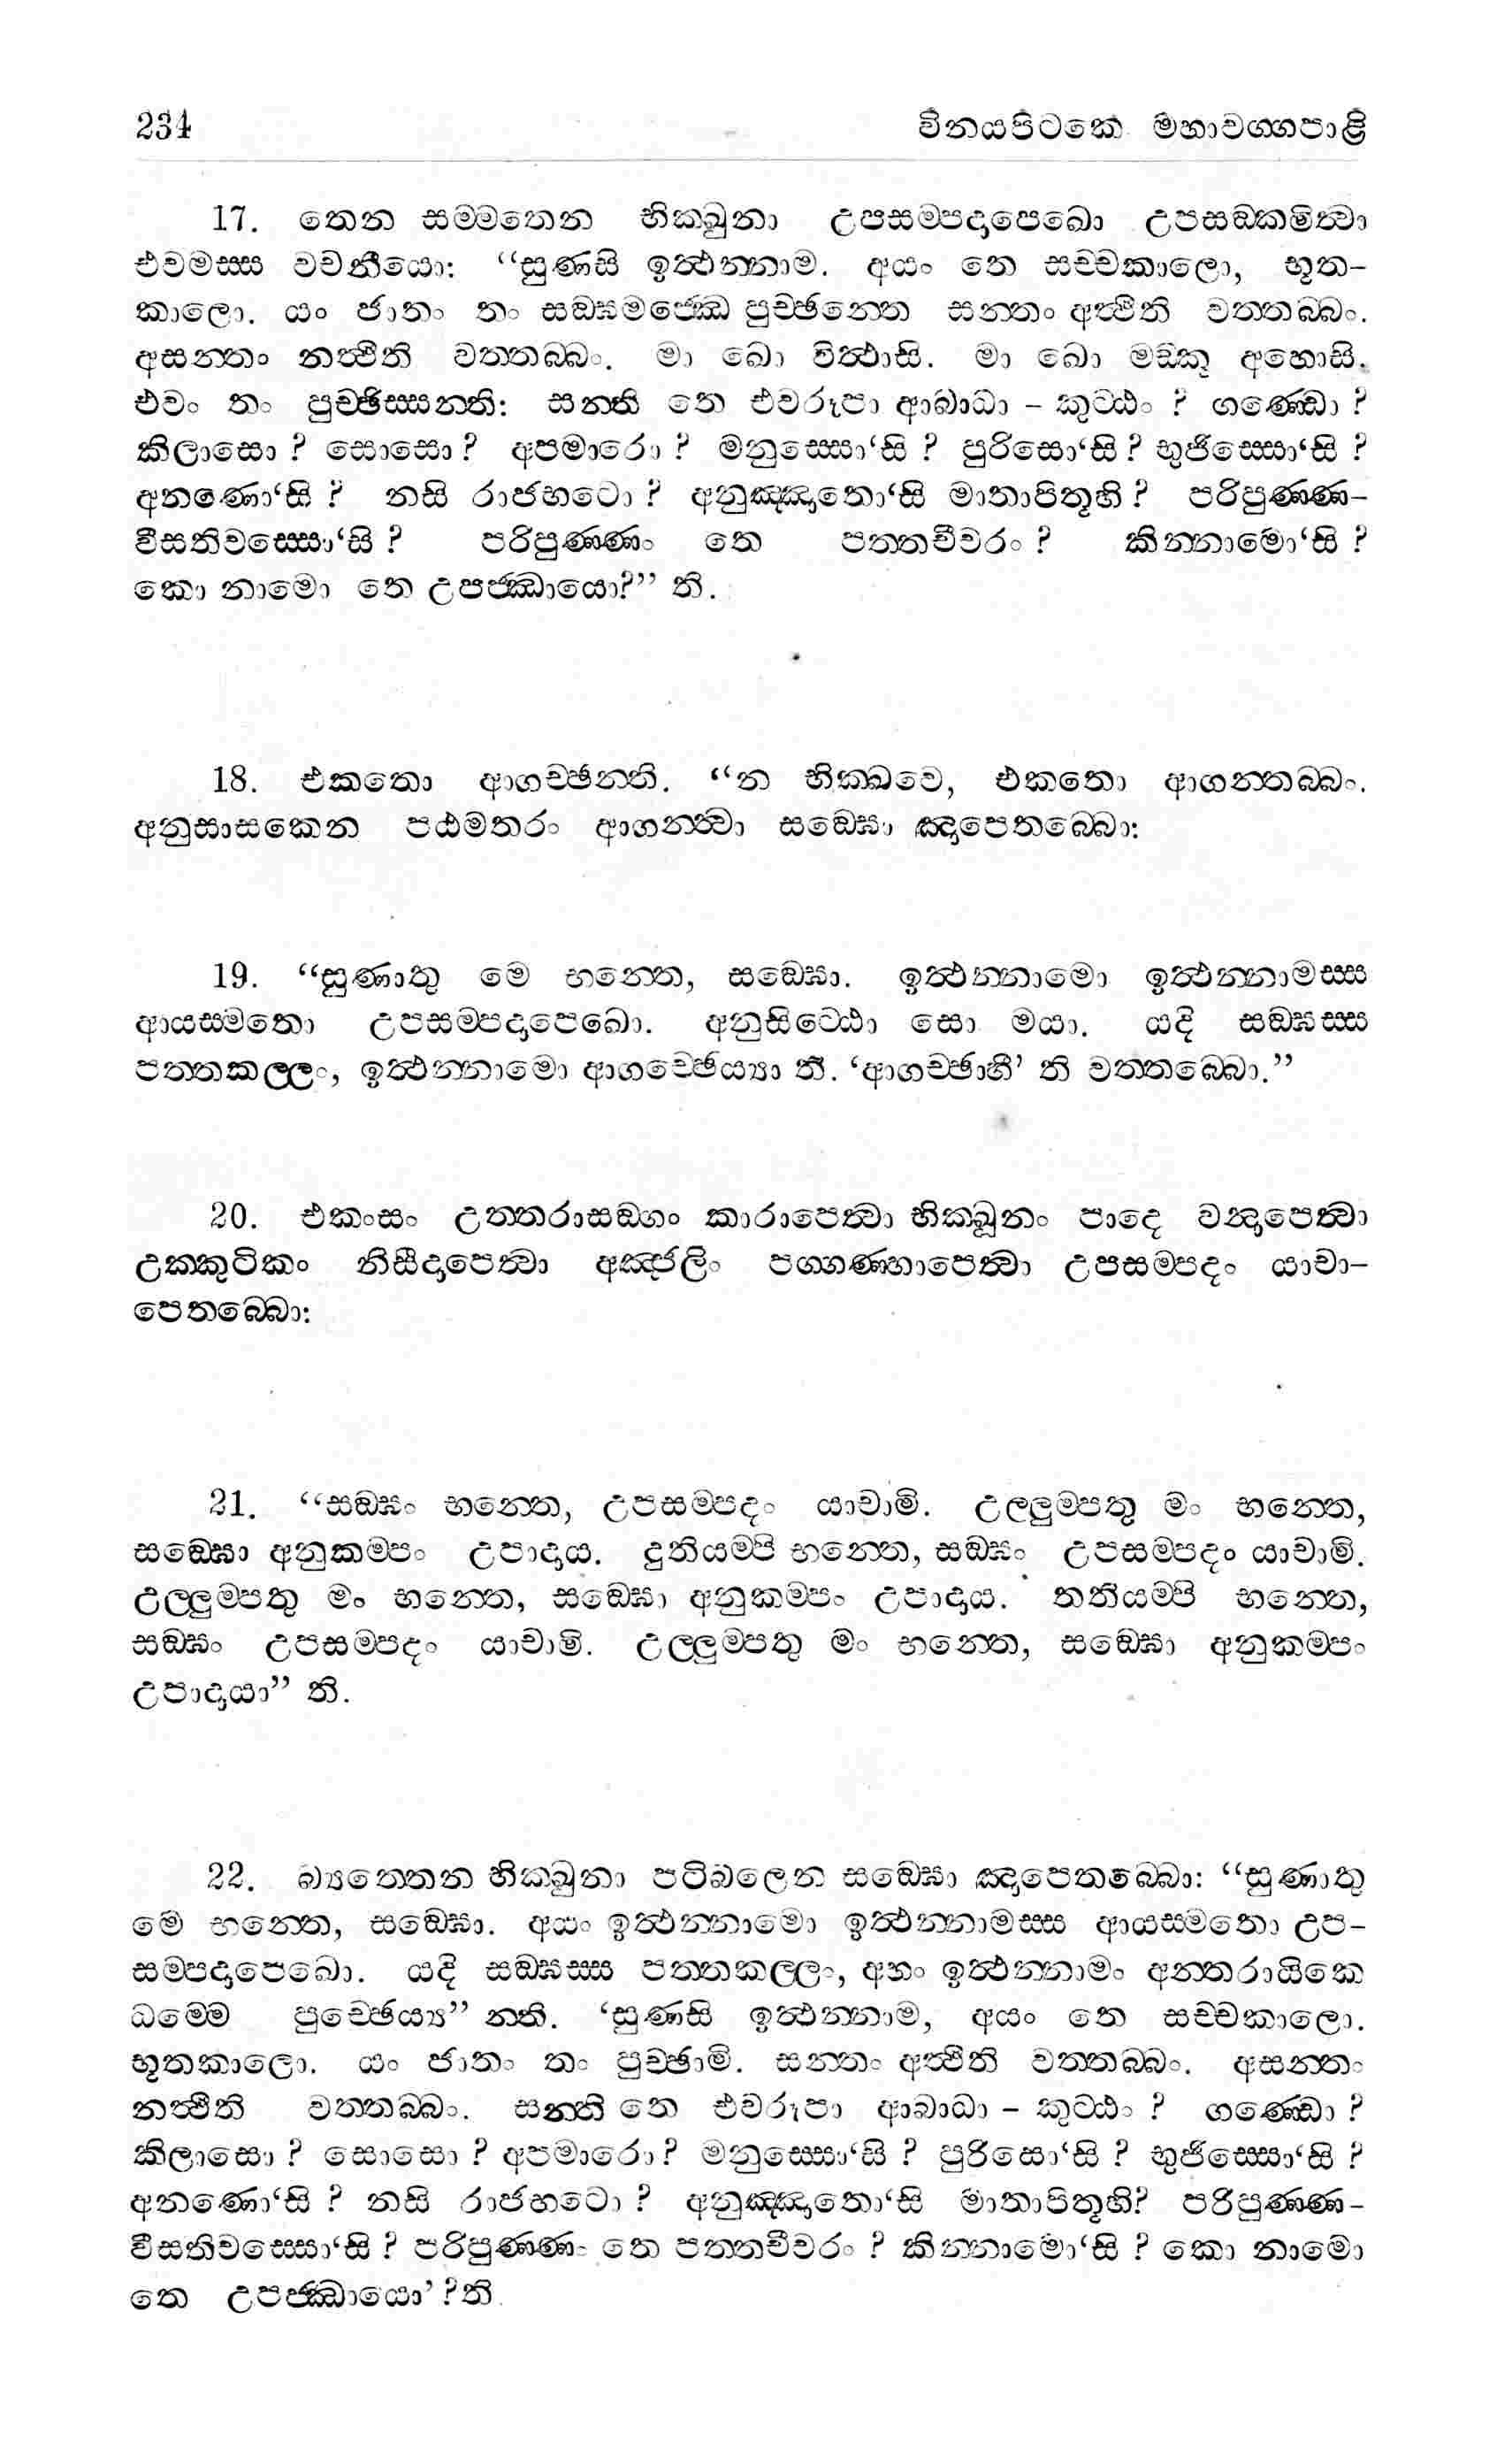 234 විනයපිටකෙ මහාවග්ගපාළි
17. තෙන සම්මතෙන භික්ඛුනා උපසම්පදාපෙඛො උපසඞ්කමිත්වා
එවමස්ස වචනීයො: “සුණසි ඉත්ථන්නාම. අයං තෙ සච්චකාලො, භූත-
කාලො. යං ජාතං තං සඞ්ඝමජ්ඣෙ පුච්ඡන්තෙ සන්තං අත්ථීති වත්තබ්බං.
අසන්තං නත්ථීති වත්තබ්බං. මා ඛො විත්ථාසි. මා ඛො මඞ්කු අහොසි.
එවං තං පුච්ඡිස්සන්ති: සන්ති තෙ එවරූපා ආබාධා – කුට්ඨං ? ගණ්ඩො ?
කිලාසො ? සොසො ? අපමාරො ? මනුස්සො‘සි ? පුරිසො‘සි ? භුජිස්සො‘සි ?
අනණො‘සි ? නසි රාජභටො ? අනුඤ්ඤාතො‘සි මාතාපිතූහි ? පරිපුණ්ණ-
වීසතිවස්සො‘සි ? පරිපුණ්ණං තෙ පත්තචීවරං ? කින්නාමො‘සි ?
කො නාමො තෙ උපජ්ඣායො?” ති.
18. එකතො ආගච්ඡන්ති. “න භික්ඛවෙ, එකතො ආගන්තබ්බං.
අනුසාසකෙන පඨමතරං ආගන්ත්වා සඞ්ඝො ඤාපෙතබ්බො:
19. “සුණාතු මෙ භන්තෙ, සඞ්ඝො. ඉත්ථන්නාමො ඉත්ථන්නාමස්ස
ආයස්මතො උපසම්පදාපෙඛො. අනුසිට්ඨො සො මයා. යදි සඞ්ඝස්ස
පත්තකල්ලං, ඉත්ථන්නාමො ආගච්ඡෙය්‍යා ති. ‘ආගච්ඡාහී’ ති වත්තබ්බො.”
20. එකංසං උත්තරාසඞ්ගං කාරාපෙත්වා භික්ඛූනං පාදෙ වන්දාපෙත්වා
උක්කුටිකං නිසීදාපෙත්වා අඤ්ජලිං පග්ගණ්හාපෙත්වා උපසම්පදං යාචා-
පෙතබ්බො:
21. “සඞ්ඝං භන්තෙ, උපසම්පදං යාචාමි. උල්ලුම්පතු මං භන්තෙ,
සඞ්ඝො අනුකම්පං උපාදාය. දුතියම්පි භන්තෙ, සඞ්ඝං උපසම්පදං යාචාමි.
උල්ලුම්පතු මං භන්තෙ, සඞ්ඝො අනුකම්පං උපාදාය. තතියම්පි භන්තෙ,
සඞ්ඝං උපසම්පදං යාචාමි. උල්ලුම්පතු මං භන්තෙ, සඞ්ඝො අනුකම්පං
උපාදායා” ති.
22. බ්‍යත්තෙන භික්ඛුනා පටිබලෙන සඞ්ඝො ඤාපෙතබ්බො: “සුණාතු
මෙ භන්තෙ, සඞ්ඝො. අයං ඉත්ථන්නාමො ඉත්ථන්නාමස්ස ආයස්මතො උප-
සම්පදාපෙඛො. යදි සඞ්ඝස්ස පත්තකල්ලං, අහං ඉත්ථන්නාමං අන්තරායිකෙ
ධම්මෙ පුච්ඡෙය්‍ය” න්ති. ‘සුණසි ඉත්ථන්නාම, අයං තෙ සච්චකාලො.
භූතකාලො. යං ජාතං තං පුච්ඡාමි. සන්තං අත්ථීති වත්තබ්බං. අසන්තං
නත්ථීති වත්තබ්බං. සන්ති තෙ එවරූපා ආබාධා – කුට්ඨං ? ගණ්ඩො ?
කිලාසො ? සොසො ? අපමාරො ? මනුස්සො‘සි ? පුරිසො‘සි ? භුජිස්සො‘සි ?
අනණො‘සි ? නසි රාජභටො ? අනුඤ්ඤාතො‘සි මාතාපිතූහි? පරිපුණ්ණ-
වීසතිවස්සො‘සි ? පරිපුණ්ණං තෙ පත්තචීවරං ? කින්නාමො‘සි ? කො නාමො
තෙ උපජ්ඣායො’ ?ති.